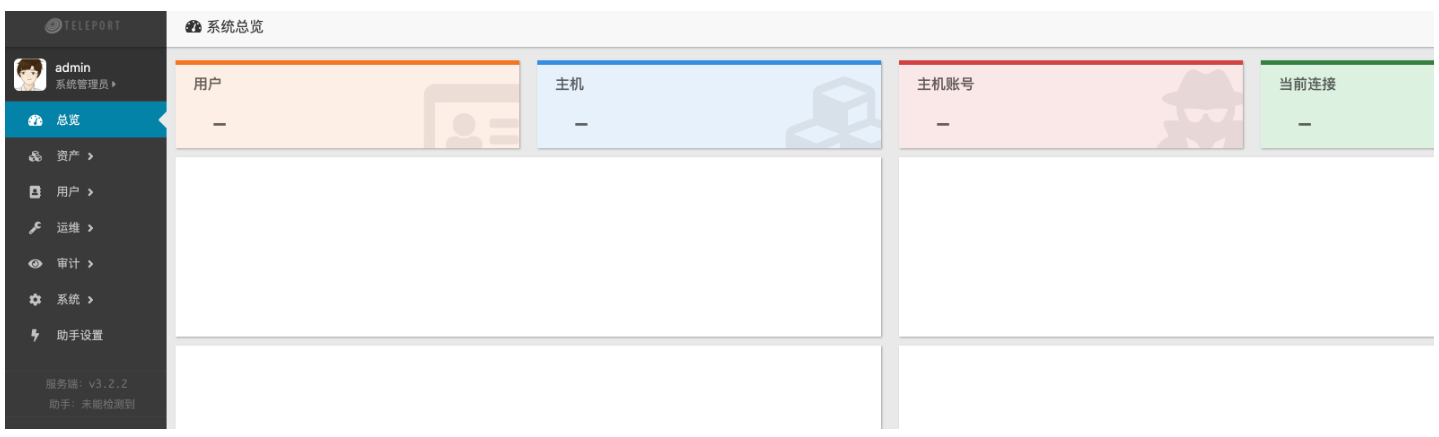 TELEPORT
系统总览
admin
系统管理员
总览
资产
用户
运维
审计
系统
助手设置
服务端：v3.2.2
助手：未能检测到
用户
—
主机
—
主机账号
—
当前连接
—